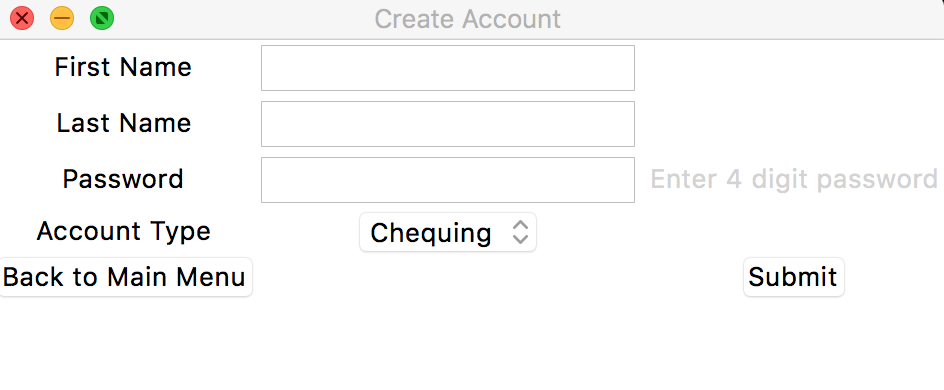 Create Account
First Name
Last Name
Password Enter 4 digit password
Account Type Chequing
Back to Main Menu Submit